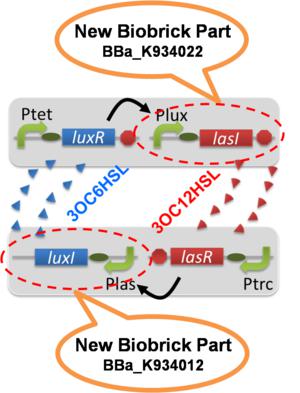 New Biobrick Part
BBa_K934022
Ptet
Plux
luxR
lasI
3OC6HSL
3OC12HSL
luxI
lasR
Plas
Ptrc
New Biobrick Part
BBa_K934012